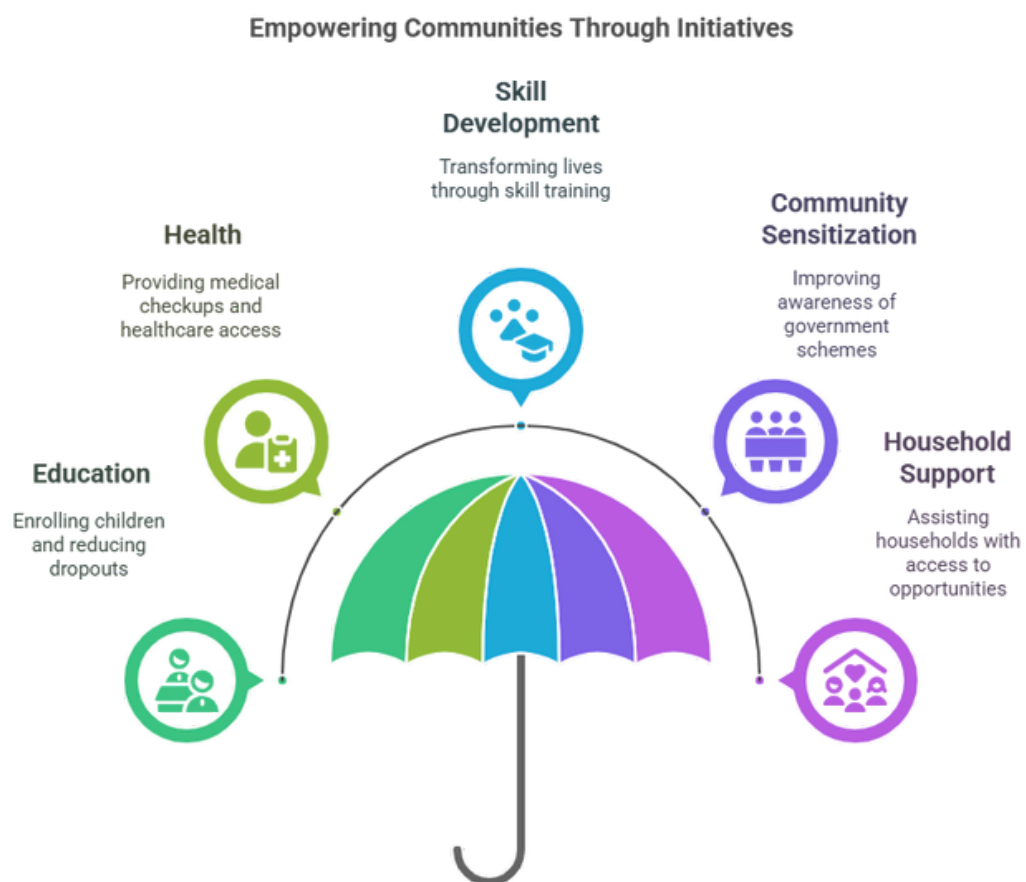 Empowering Communities Through Initiatives
Skill
Development
Transforming lives
through skill training
Health
Providing medical
checkups and
healthcare access
Community
Sensitization
Improving
awareness of
government
schemes
Education
Enrolling children
and reducing
dropouts
Household
Support
Assisting
households with
access to
opportunities